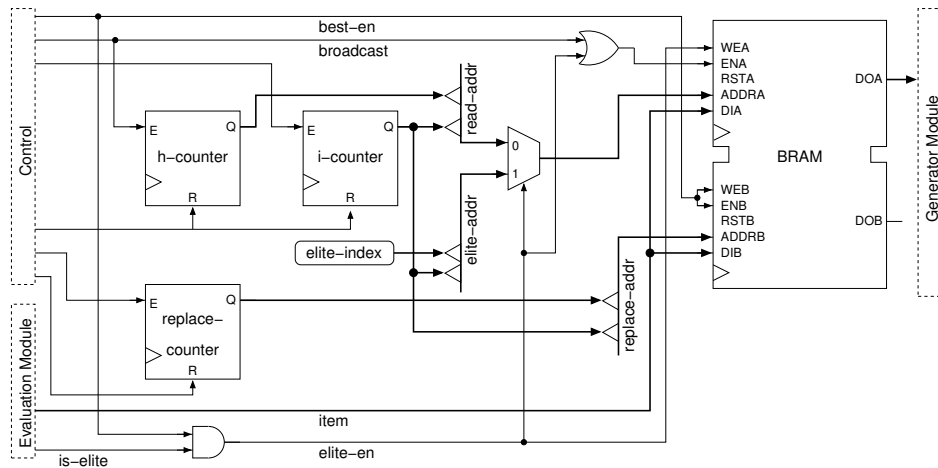 Control
best-en
broadcast
E
Q
h-counter
R
E
Q
i-counter
R
read-addr
0
1
elite-index
elite-addr
WEA
ENA
RSTA
ADDRA
DIA
DOA
BRAM
WEB
ENB
RSTB
ADDRB
DIB
DOB
Generator Module
E
Q
replace-
counter
R
replace-addr
Evaluation Module
item
is-elite
elite-en